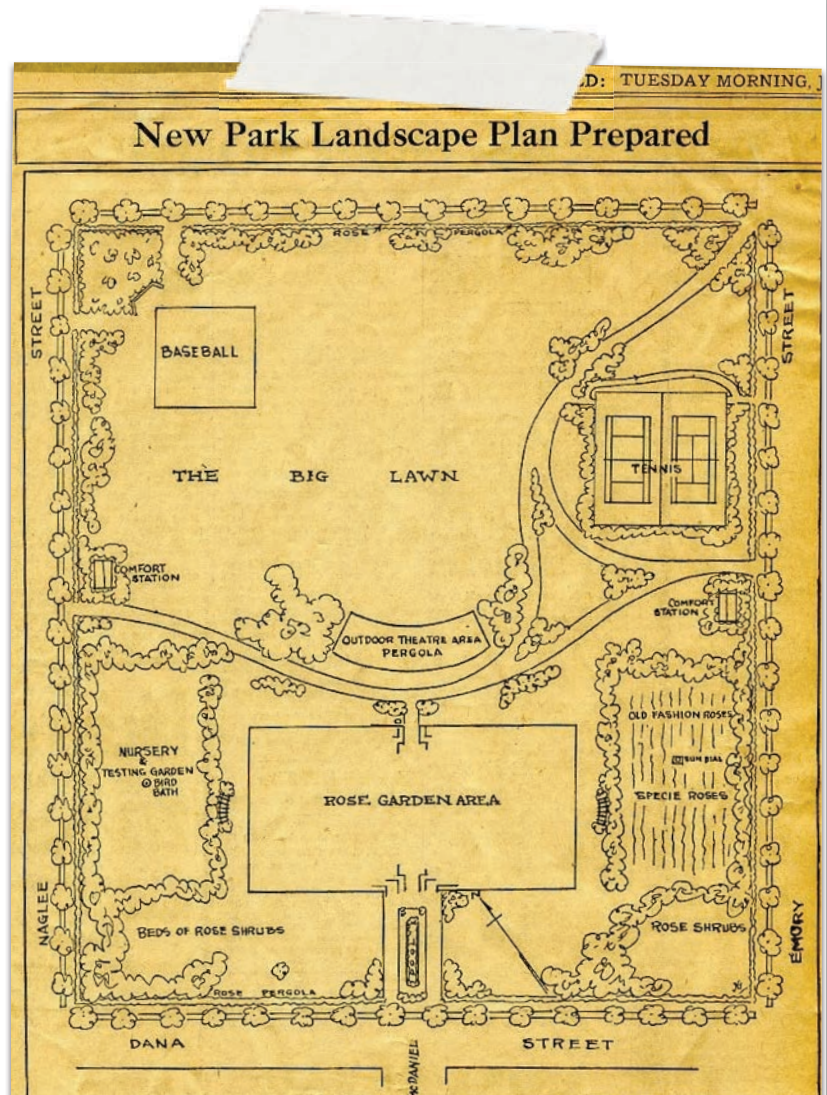 LD: TUESDAY MORNING, J
New Park Landscape Plan Prepared
ROSE PERGOLA
STREET
STREET
BASEBALL
TENNIS
THE BIG LAWN
COMFORT
STATION
COMFORT
STATION
OUTDOOR THEATRE AREA
PERGOLA
OLD FASHION ROSES
NURSERY
&
TESTING GARDEN
BIRD
BATH
SUN DIAL
SPECIE ROSES
ROSE GARDEN AREA
NAGLEE
EMORY
BEDS OF ROSE SHRUBS
ROSE SHRUBS
N
POOL
ROSE PERGOLA
DANA STREET
McDANIEL